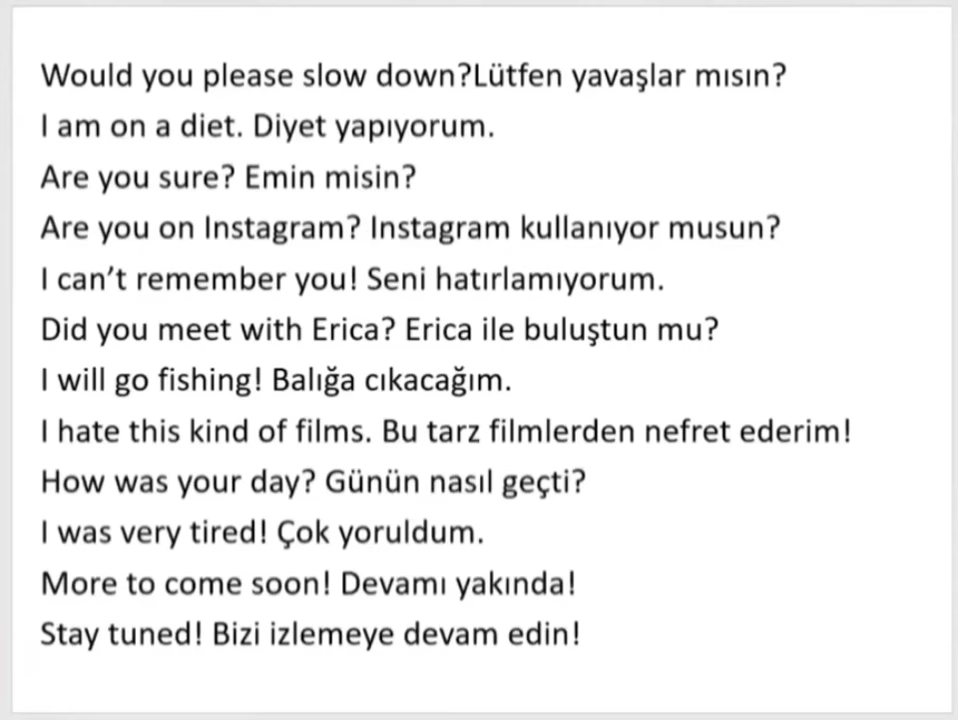 Would you please slow down?Lütfen yavaşlar mısın?
I am on a diet. Diyet yapıyorum.
Are you sure? Emin misin?
Are you on Instagram? Instagram kullanıyor musun?
I can’t remember you! Seni hatırlamıyorum.
Did you meet with Erica? Erica ile buluştun mu?
I will go fishing! Balığa cıkacağım.
I hate this kind of films. Bu tarz filmlerden nefret ederim!
How was your day? Günün nasıl geçti?
I was very tired! Çok yoruldum.
More to come soon! Devamı yakında!
Stay tuned! Bizi izlemeye devam edin!